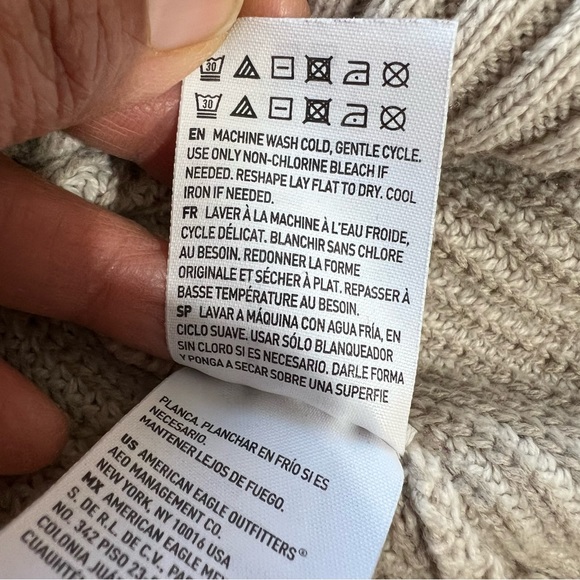 30
30
EN MACHINE WASH COLD, GENTLE CYCLE.
USE ONLY NON-CHLORINE BLEACH IF
NEEDED. RESHAPE LAY FLAT TO DRY. COOL
IRON IF NEEDED.
FR LAVER À LA MACHINE À L'EAU FROIDE,
CYCLE DÉLICAT. BLANCHIR SANS CHLORE
AU BESOIN. REDONNER LA FORME
ORIGINALE ET SÉCHER À PLAT. REPASSER À
BASSE TEMPÉRATURE AU BESOIN.
SP LAVAR A MÁQUINA CON AGUA FRÍA, EN
CICLO SUAVE. USAR SÓLO BLANQUEADOR
SIN CLORO SI ES NECESARIO. DARLE FORMA
Y PONGA A SECAR SOBRE UNA SUPERFIE
PLANCA. PLANCHAR EN FRÍO SI ES
NECESARIO.
MANTENER LEJOS DE FUEGO.
US AMERICAN EAGLE OUTFITTERS®
AEO MANAGEMENT CO.
NEW YORK, NY 10016 USA
MX AMERICAN EAGLE
S. DE R.L. DE C.V. PA
NO. 342 PISO 23-
COLONIA JUÁ
CUAUHTÉ